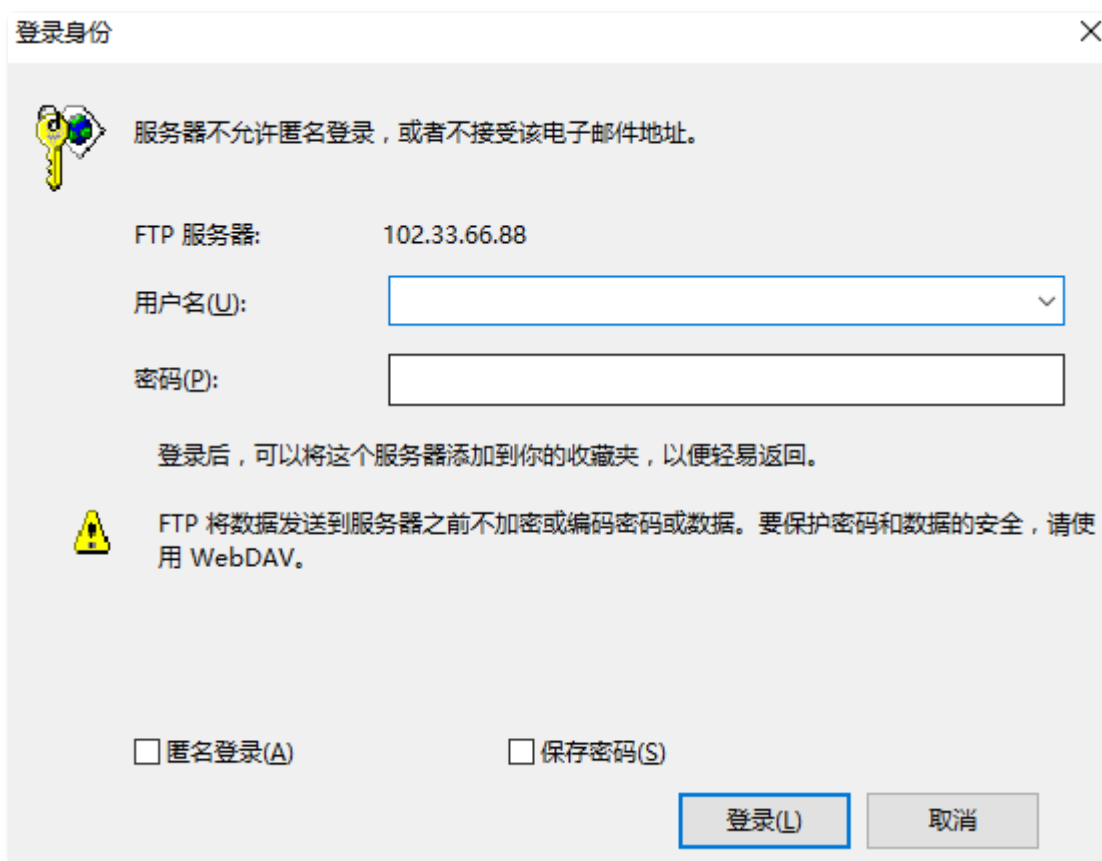 登录身份
服务器不允许匿名登录，或者不接受该电子邮件地址。
FTP 服务器: 102.33.66.88
用户名(U):
密码(P):
登录后，可以将这个服务器添加到你的收藏夹，以便轻易返回。
FTP 将数据发送到服务器之前不加密或编码密码或数据。要保护密码和数据的安全，请使
用 WebDAV。
匿名登录(A) 保存密码(S)
登录(L) 取消